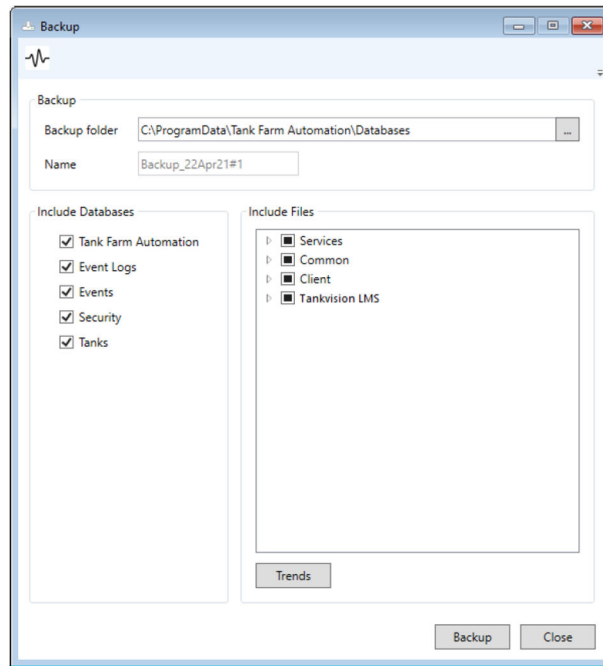 Backup
Backup
Backup folder
C:\ProgramData\Tank Farm Automation\Databases
...
Name
Backup_22Apr21#1
Include Databases
Tank Farm Automation
Event Logs
Events
Security
Tanks
Include Files
Services
Common
Client
Tankvision LMS
Trends
Backup
Close